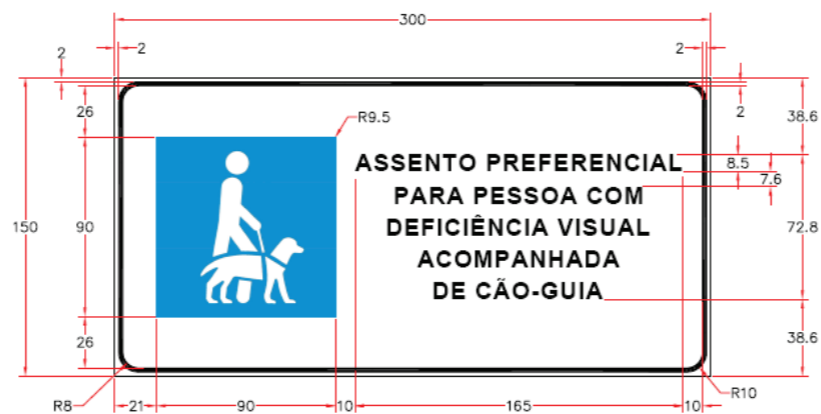 300
2
2
2
26
R9.5
2
38.6
8.5
7.6
ASSENTO PREFERENCIAL
PARA PESSOA COM
DEFICIÊNCIA VISUAL
ACOMPANHADA
DE CÃO-GUIA
150
90
72.8
26
38.6
R8
21
90
10
165
10
R10